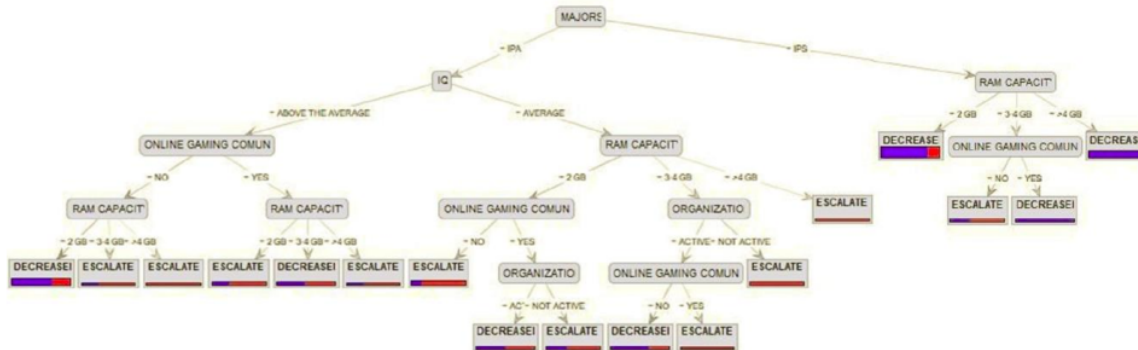 MAJORS
~ IPA
~ IPS
IQ
RAM CAPACIT
~ ABOVE THE AVERAGE
~ AVERAGE
~ 2 GB
~ 3-4 GB
~ >4 GB
ONLINE GAMING COMUN
RAM CAPACIT
DECREASE
ONLINE GAMING COMUN
DECREAS
~ NO
~ YES
~ 2 GB
~ 3-4 GB
~ >4 GB
~ NO
~ YES
RAM CAPACIT
RAM CAPACIT
ONLINE GAMING COMUN
ORGANIZATIO
ESCALATE
ESCALATE
DECREASEI
~ 2 GB
~ 3-4 GB
~ >4 GB
~ 2 GB
~ 3-4 GB
~ >4 GB
~ NO
~ YES
~ ACTIVE
~ NOT ACTIVE
DECREASEI
ESCALATE
ESCALATE
ESCALATE
DECREASEI
ESCALATE
ESCALATE
ORGANIZATIO
ONLINE GAMING COMUN
ESCALATE
~ AC
~ NOT ACTIVE
~ NO
~ YES
DECREASEI
ESCALATE
DECREASEI
ESCALATE